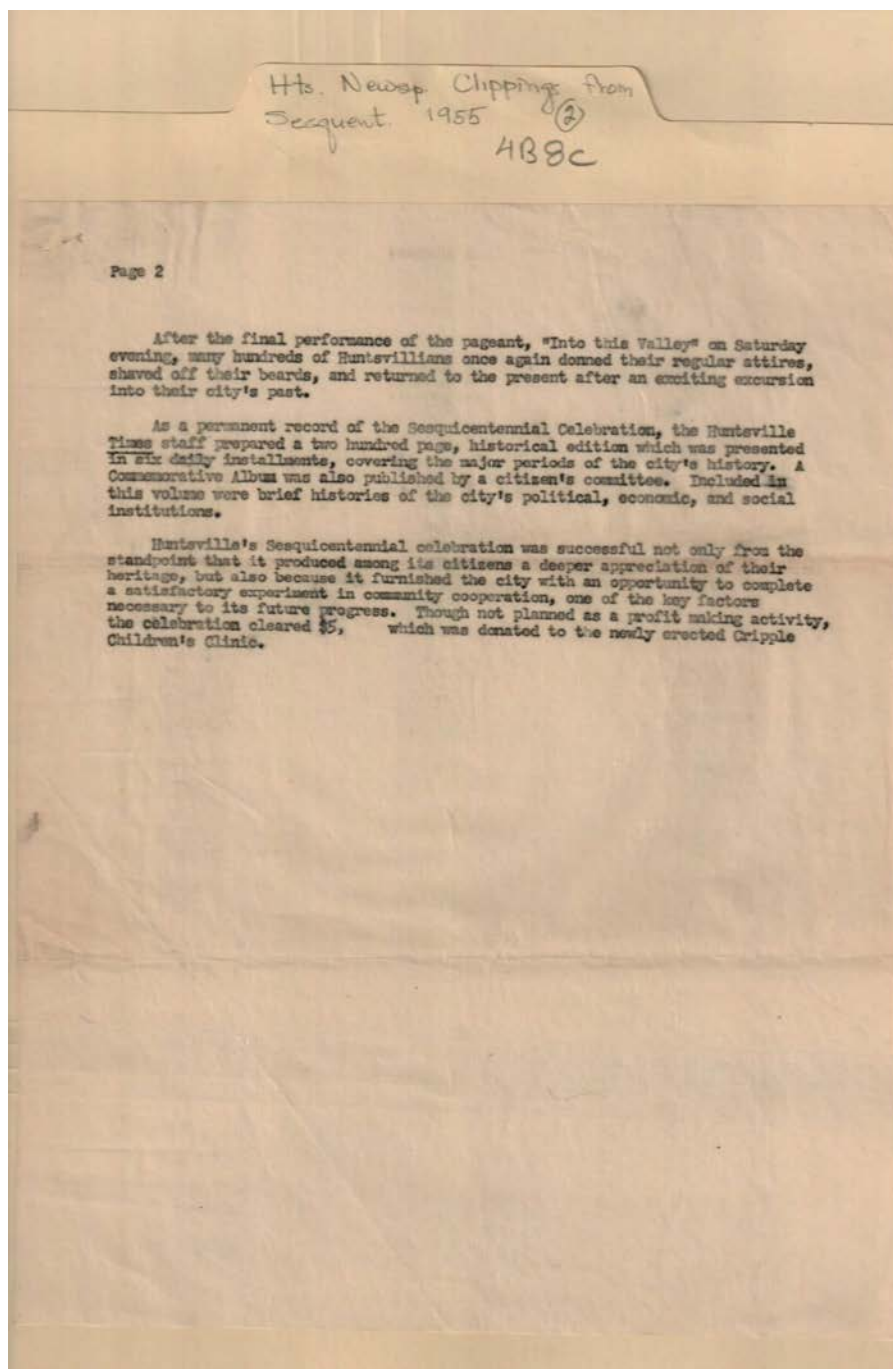 Hts. Newsp. Clippings from
Sesquent. 1955 ②
4B8C
Page 2
After the final performance of the pageant, "Into this Valley" on Saturday
evening, many hundreds of Huntsvillians once again donned their regular attires,
shaved off their beards, and returned to the present after an exciting excursion
into their city's past.
As a permanent record of the Sesquicentennial Celebration, the Huntsville
Times staff prepared a two hundred page, historical edition which was presented
in six daily installments, covering the major periods of the city's history. A
Commemorative Album was also published by a citizen's committee. Included in
this volume were brief histories of the city's political, economic, and social
institutions.
Huntsville's Sesquicentennial celebration was successful not only from the
standpoint that it produced among its citizens a deeper appreciation of their
heritage, but also because it furnished the city with an opportunity to complete
a satisfactory experiment in community cooperation, one of the key factors
necessary to its future progress. Though not planned as a profit making activity,
the celebration cleared $5, which was donated to the newly erected Cripple
Children's Clinic.